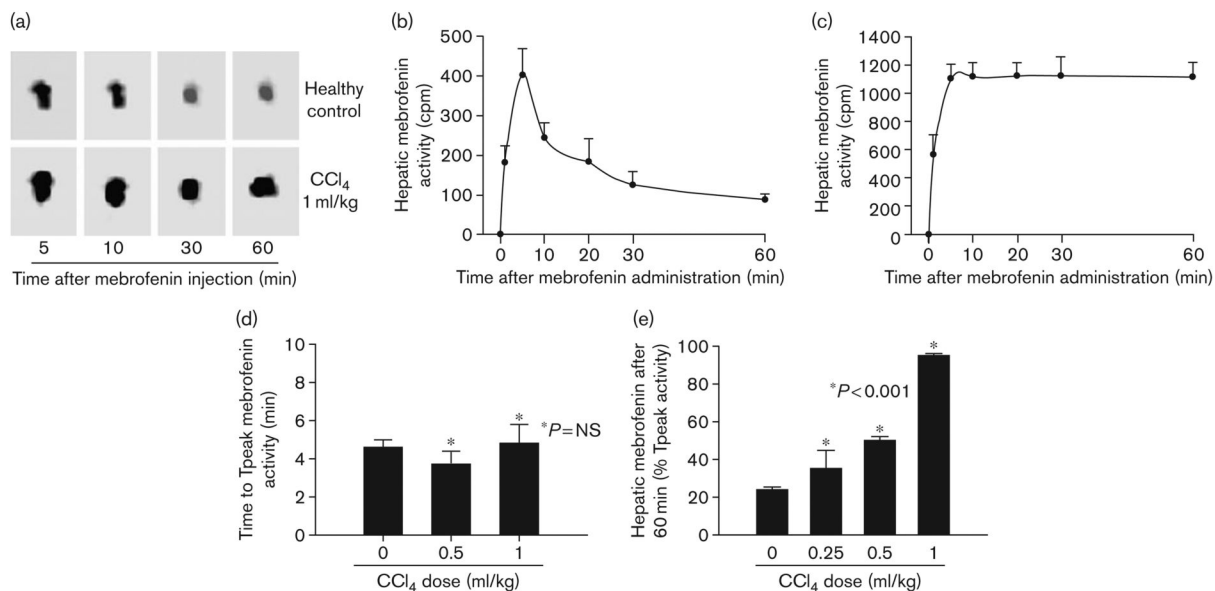 (a)
Healthy
control
CCl4
1 ml/kg
5 10 30 60
Time after mebrofenin injection (min)
(b)
Hepatic mebrofenin
activity (cpm)
500
400
300
200
100
0
0 10 20 30 60
Time after mebrofenin administration (min)
(c)
Hepatic mebrofenin
activity (cpm)
1400
1200
1000
800
600
400
200
0
0 10 20 30 60
Time after mebrofenin administration (min)
(d)
Time to Tpeak mebrofenin
activity (min)
10
8
6
4
2
0
* *
*P=NS
0 0.5 1
CCl4 dose (ml/kg)
(e)
Hepatic mebrofenin after
60 min (% Tpeak activity)
100
80
60
40
20
0
* * *
*P<0.001
0 0.25 0.5 1
CCl4 dose (ml/kg)